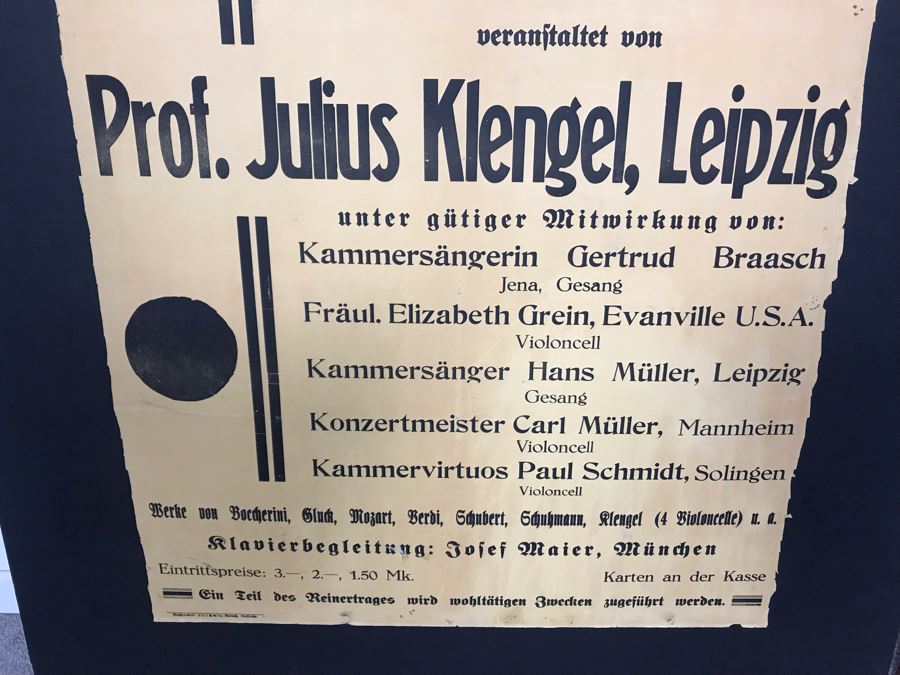 veranstaltet von
Prof. Julius Klengel, Leipzig
unter gütiger Mitwirkung von:
Kammersängerin Gertrud Braasch
Jena, Gesang
Fräul. Elizabeth Grein, Evanville U.S.A.
Violoncell
Kammersänger Hans Müller, Leipzig
Gesang
Konzertmeister Carl Müller, Mannheim
Violoncell
Kammervirtuos Paul Schmidt, Solingen
Violoncell
Werke von Boccherini, Gluck, Mozart, Verdi, Schubert, Schuhmann, Klengel (4 Violoncelle) u. a.
Klavierbegleitung: Josef Maier, München
Eintrittspreise: 3.—, 2.—, 1.50 Mk. Karten an der Kasse
Ein Teil des Reinertrages wird wohltätigen Zwecken zugeführt werden.